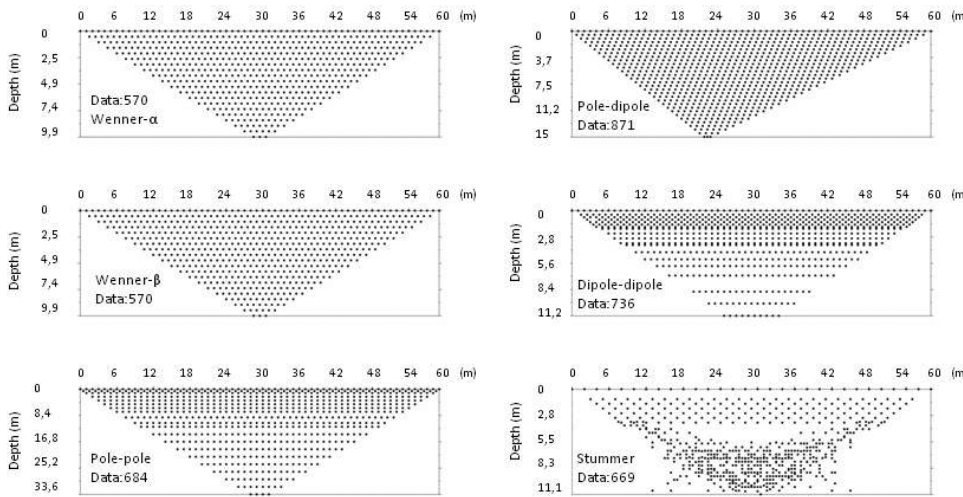 0 6 12 18 24 30 36 42 48 54 60 (m)
Depth (m)
0
2,5
4,9
7,4
9,9
Data:570
Wenner-α
0 6 12 18 24 30 36 42 48 54 60 (m
Depth (m)
0
3,7
7,5
11,2
15
Pole-dipole
Data:871
0 6 12 18 24 30 36 42 48 54 60 (m)
Depth (m)
0
2,5
4,9
7,4
9,9
Wenner-β
Data:570
0 6 12 18 24 30 36 42 48 54 60 (m
Depth (m)
0
2,8
5,6
8,4
11,2
Dipole-dipole
Data:736
0 6 12 18 24 30 36 42 48 54 60 (m)
Depth (m)
0
8,4
16,8
25,2
33,6
Pole-pole
Data:684
0 6 12 18 24 30 36 42 48 54 60 (m
Depth (m)
0
2,8
5,5
8,3
11,1
Stummer
Data:669